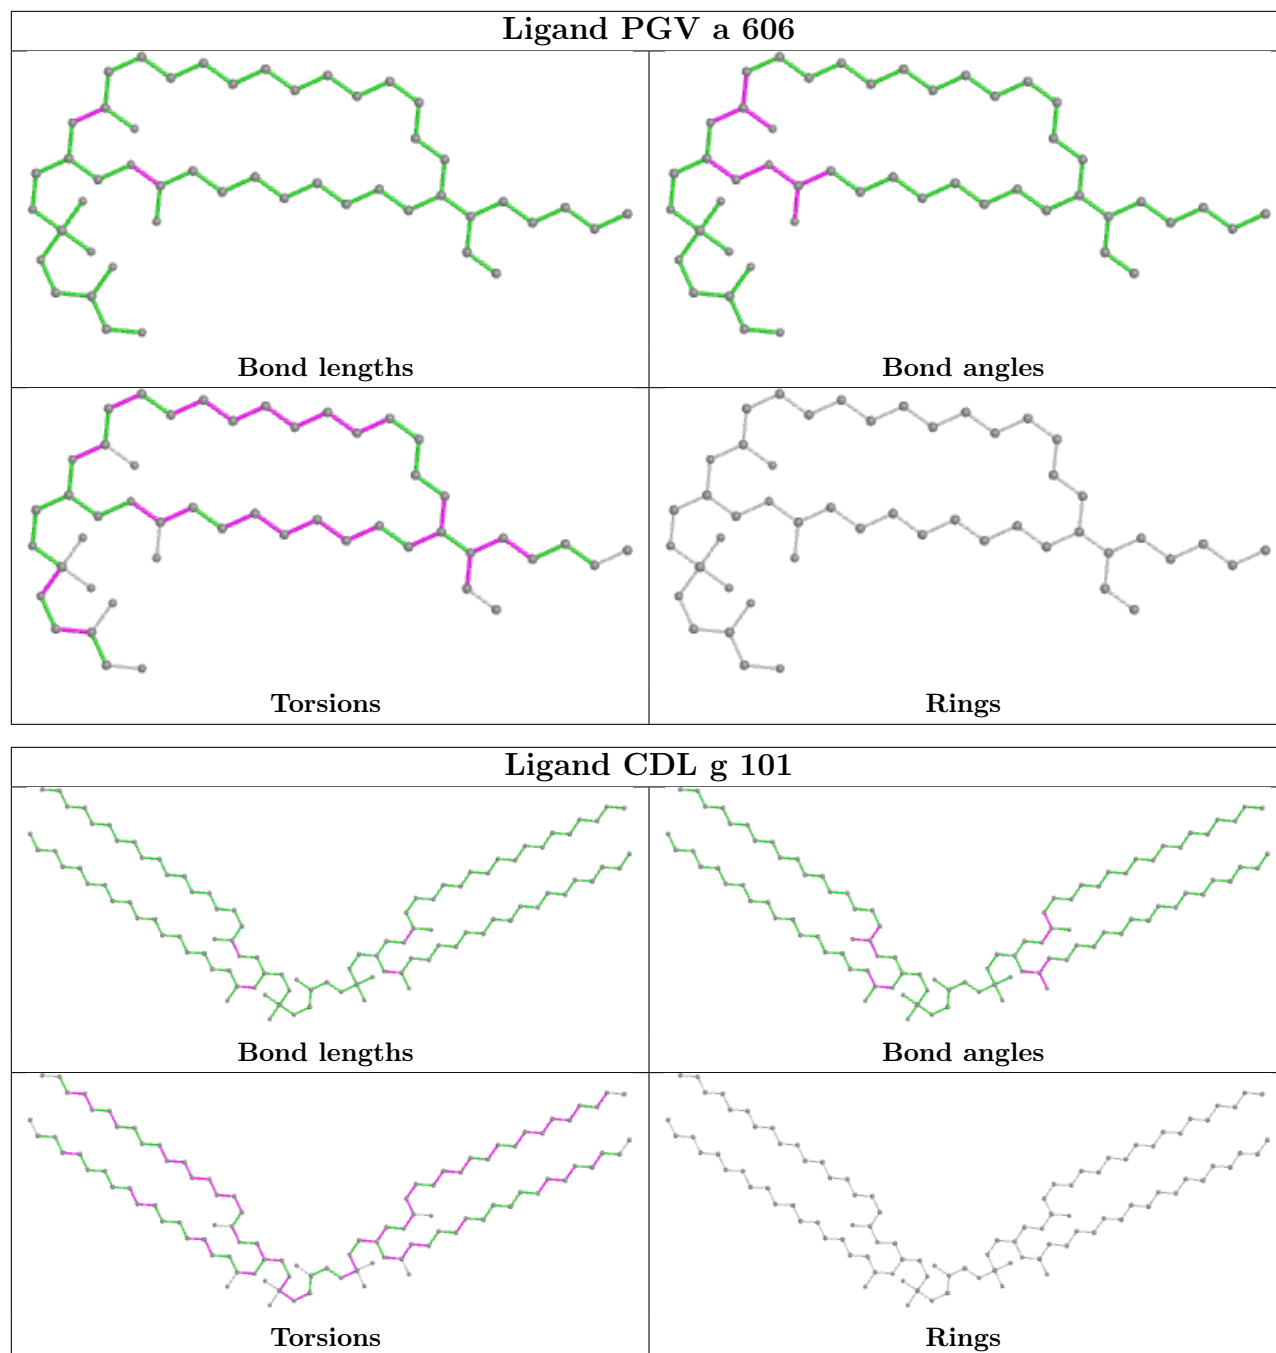 Ligand PGV a 606
Bond lengths
Bond angles
Torsions
Rings
Ligand CDL g 101
Bond lengths
Bond angles
Torsions
Rings